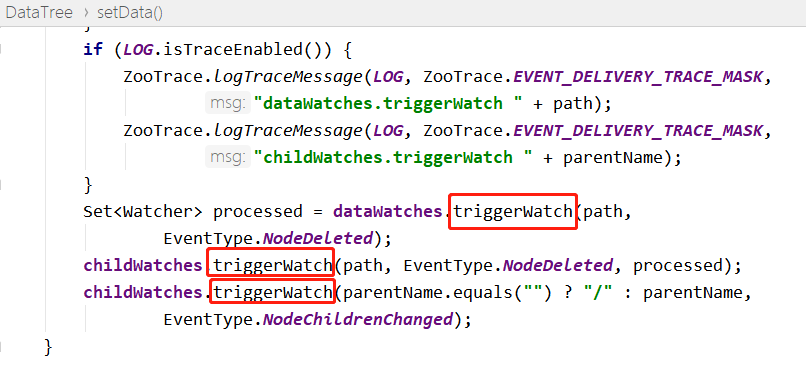 DataTree › setData()
}
if (LOG.isTraceEnabled()) {
ZooTrace.logTraceMessage(LOG, ZooTrace.EVENT_DELIVERY_TRACE_MASK,
msg: "dataWatches.triggerWatch " + path);
ZooTrace.logTraceMessage(LOG, ZooTrace.EVENT_DELIVERY_TRACE_MASK,
msg: "childWatches.triggerWatch " + parentName);
}
Set<Watcher> processed = dataWatches.triggerWatch(path,
EventType.NodeDeleted);
childWatches.triggerWatch(path, EventType.NodeDeleted, processed);
childWatches.triggerWatch(parentName.equals("") ? "/" : parentName,
EventType.NodeChildrenChanged);
}